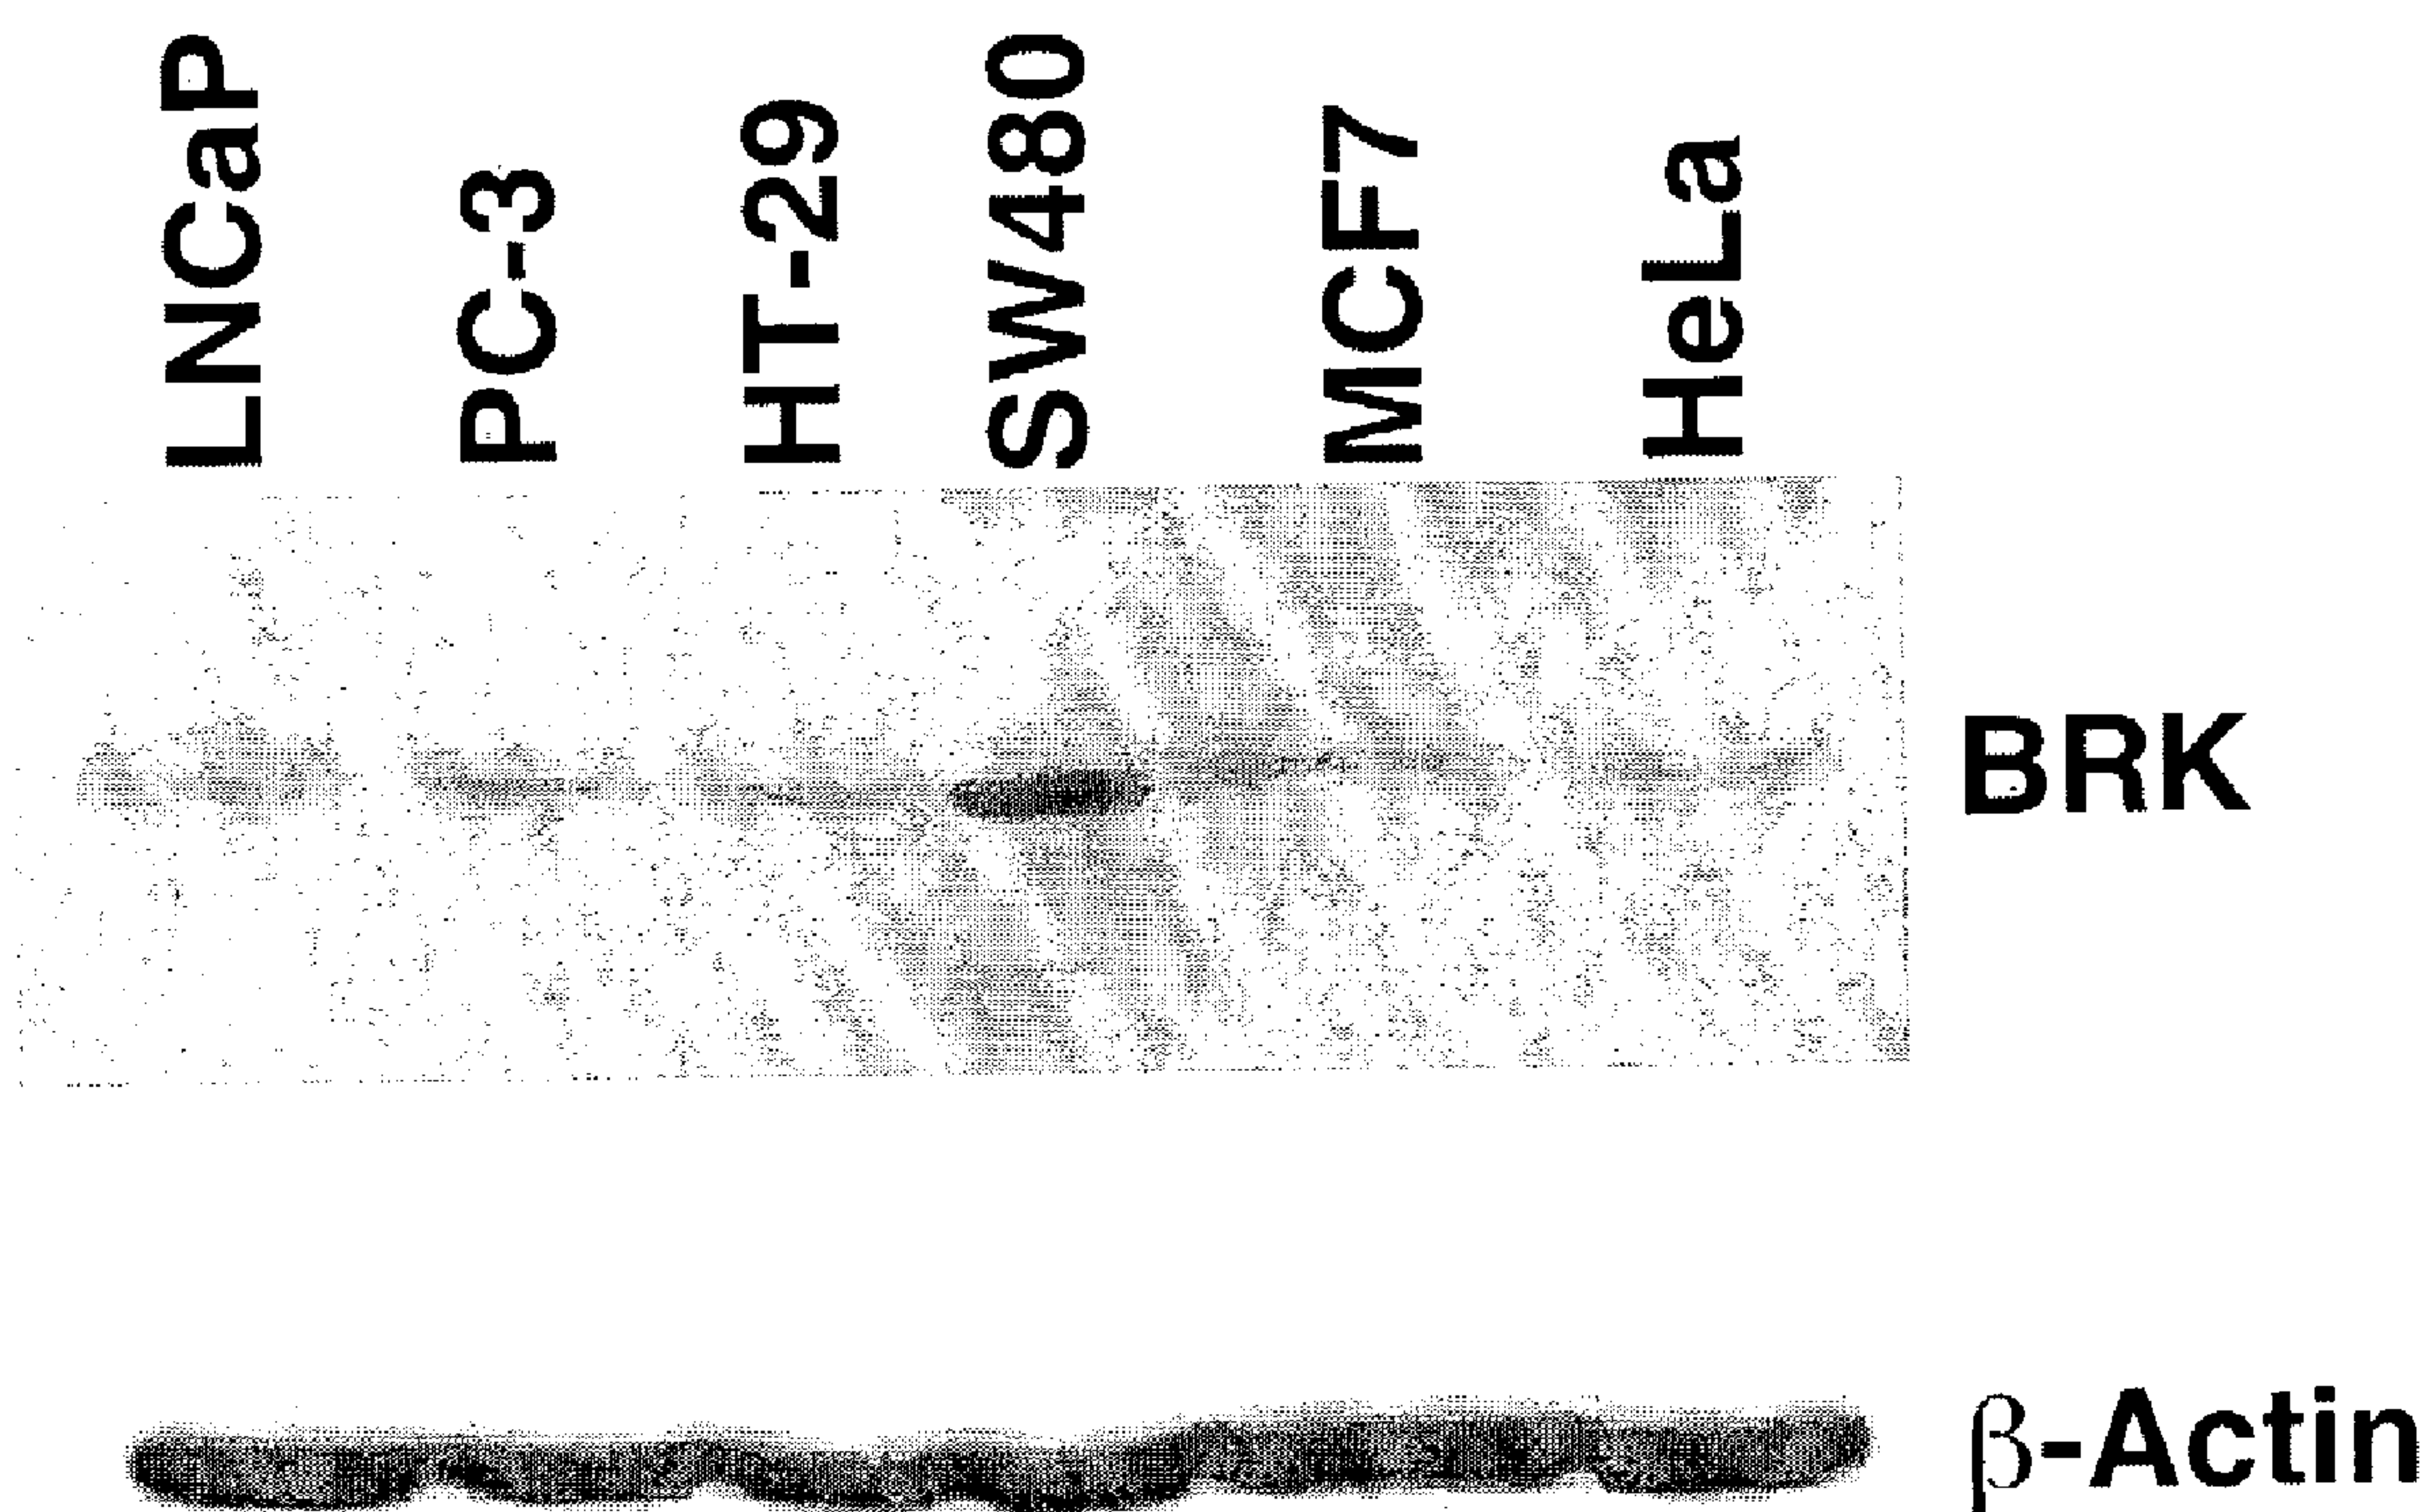 LNCaP
PC-3
HT-29
SW480
MCF7
HeLa
BRK
β-Actin